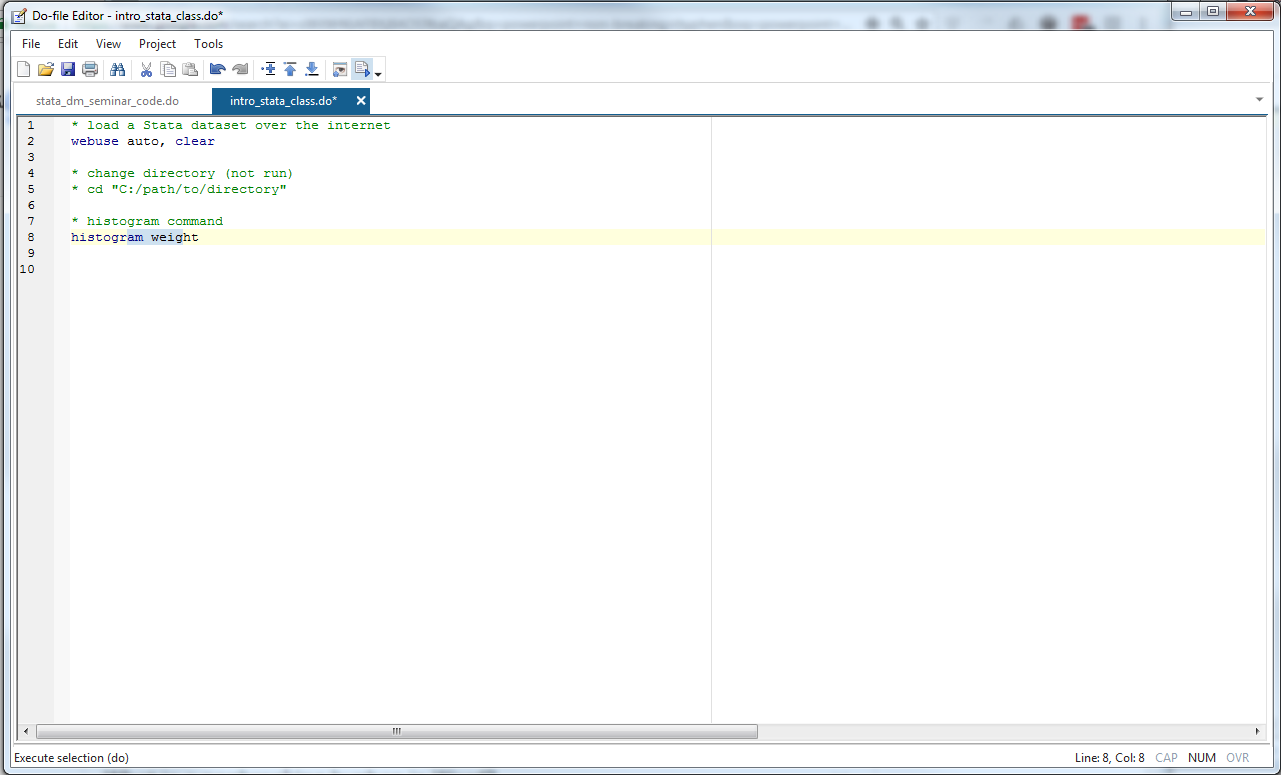 Do-file Editor - intro_stata_class.do*
File Edit View Project Tools
stata_dm_seminar_code.do intro_stata_class.do*
1 * load a Stata dataset over the internet
2 webuse auto, clear
3
4 * change directory (not run)
5 * cd "C:/path/to/directory"
6
7 * histogram command
8 histogram weight
9
10
Execute selection (do) Line: 8, Col: 8 CAP NUM OVR